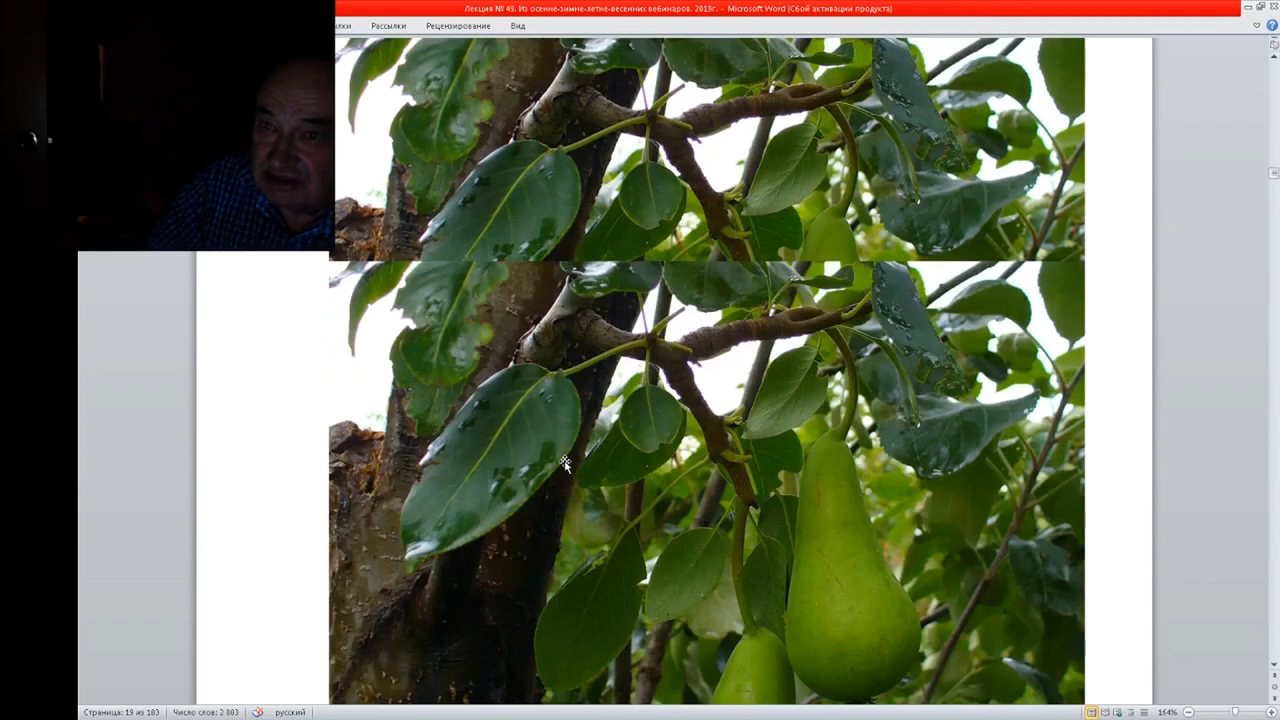 Лекция № 49. Из осенне-зимне-летне-весенних вебинаров. 2019г. - Microsoft Word (Сбой активации продукта)
ылки Рассылки Рецензирование Вид
Страница: 19 из 103 Число слов: 2 803 русский 164%